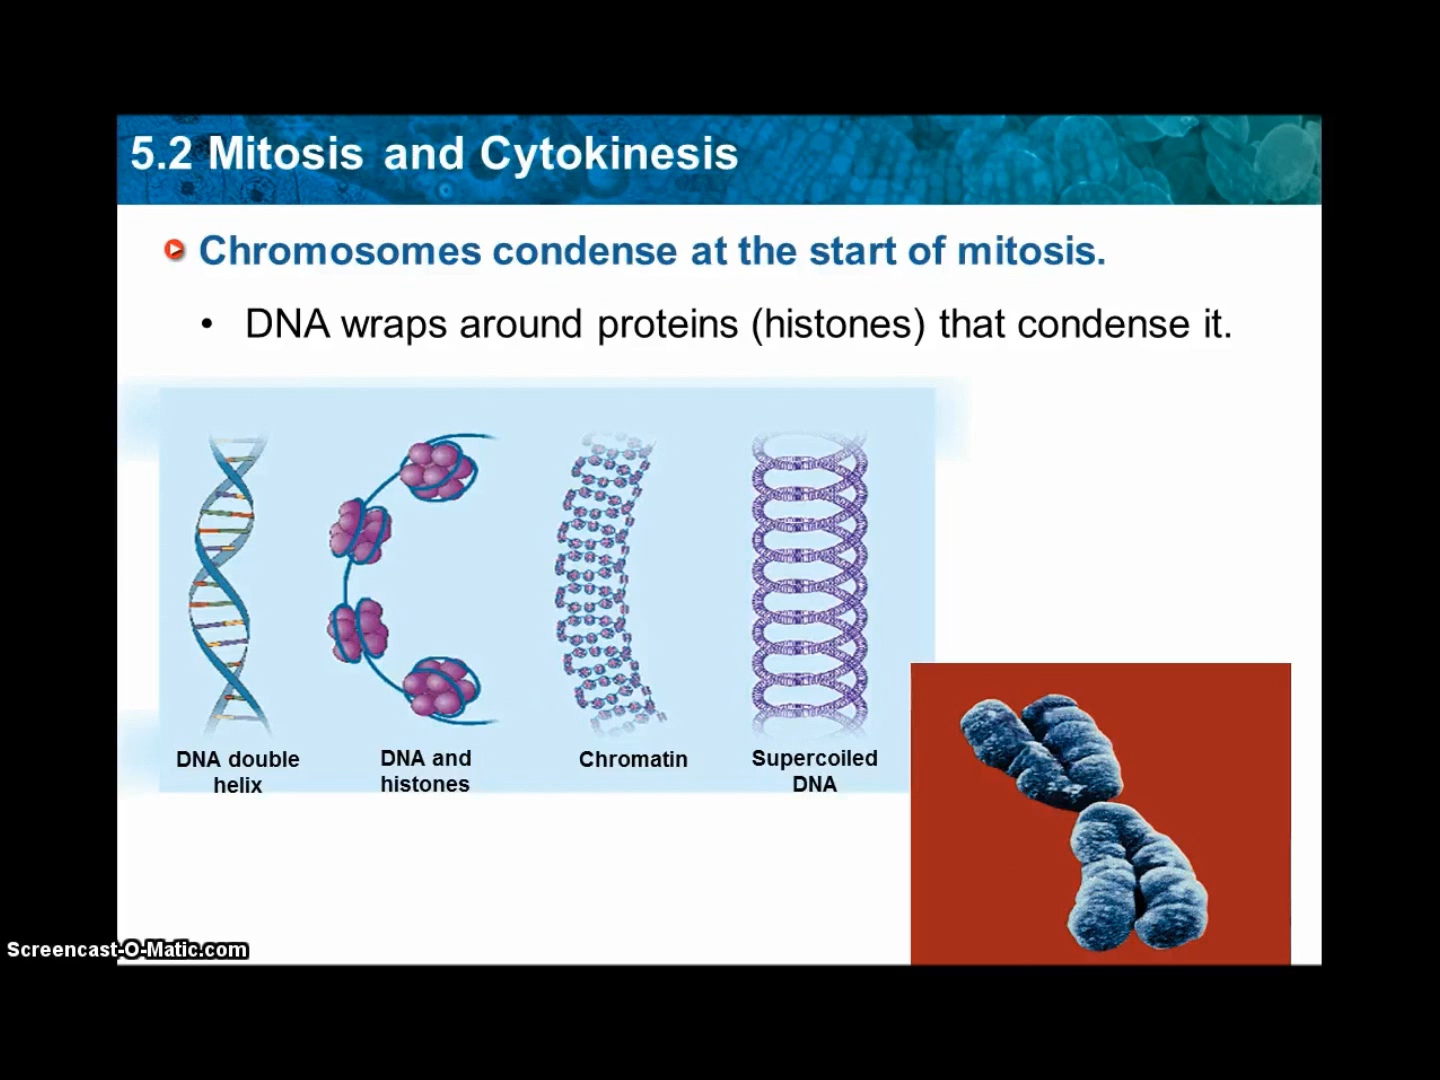 5.2 Mitosis and Cytokinesis
Chromosomes condense at the start of mitosis.
• DNA wraps around proteins (histones) that condense it.
DNA double
helix
DNA and
histones
Chromatin
Supercoiled
DNA
Screencast-O-Matic.com